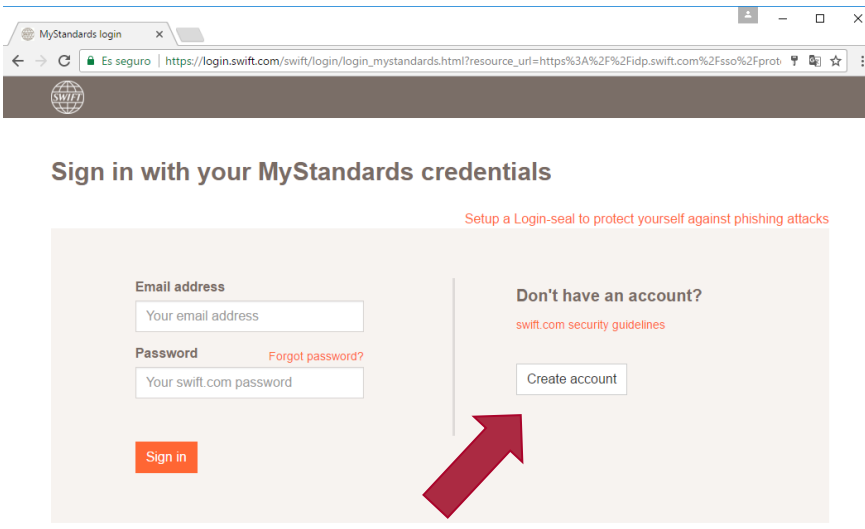 MyStandards login
Es seguro | https://login.swift.com/swift/login/login_mystandards.html?resource_url=https%3A%2F%2Fidp.swift.com%2Fsso%2Fprot
SWIFT
Sign in with your MyStandards credentials
Setup a Login-seal to protect yourself against phishing attacks
Email address
Your email address
Password Forgot password?
Your swift.com password
Sign in
Don't have an account?
swift.com security guidelines
Create account